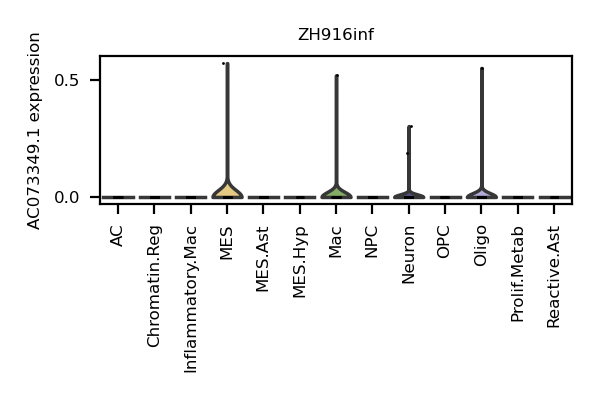 ZH916inf
AC073349.1 expression
0.5
0.0
AC
Chromatin.Reg
Inflammatory.Mac
MES
MES.Ast
MES.Hyp
Mac
NPC
Neuron
OPC
Oligo
Prolif.Metab
Reactive.Ast